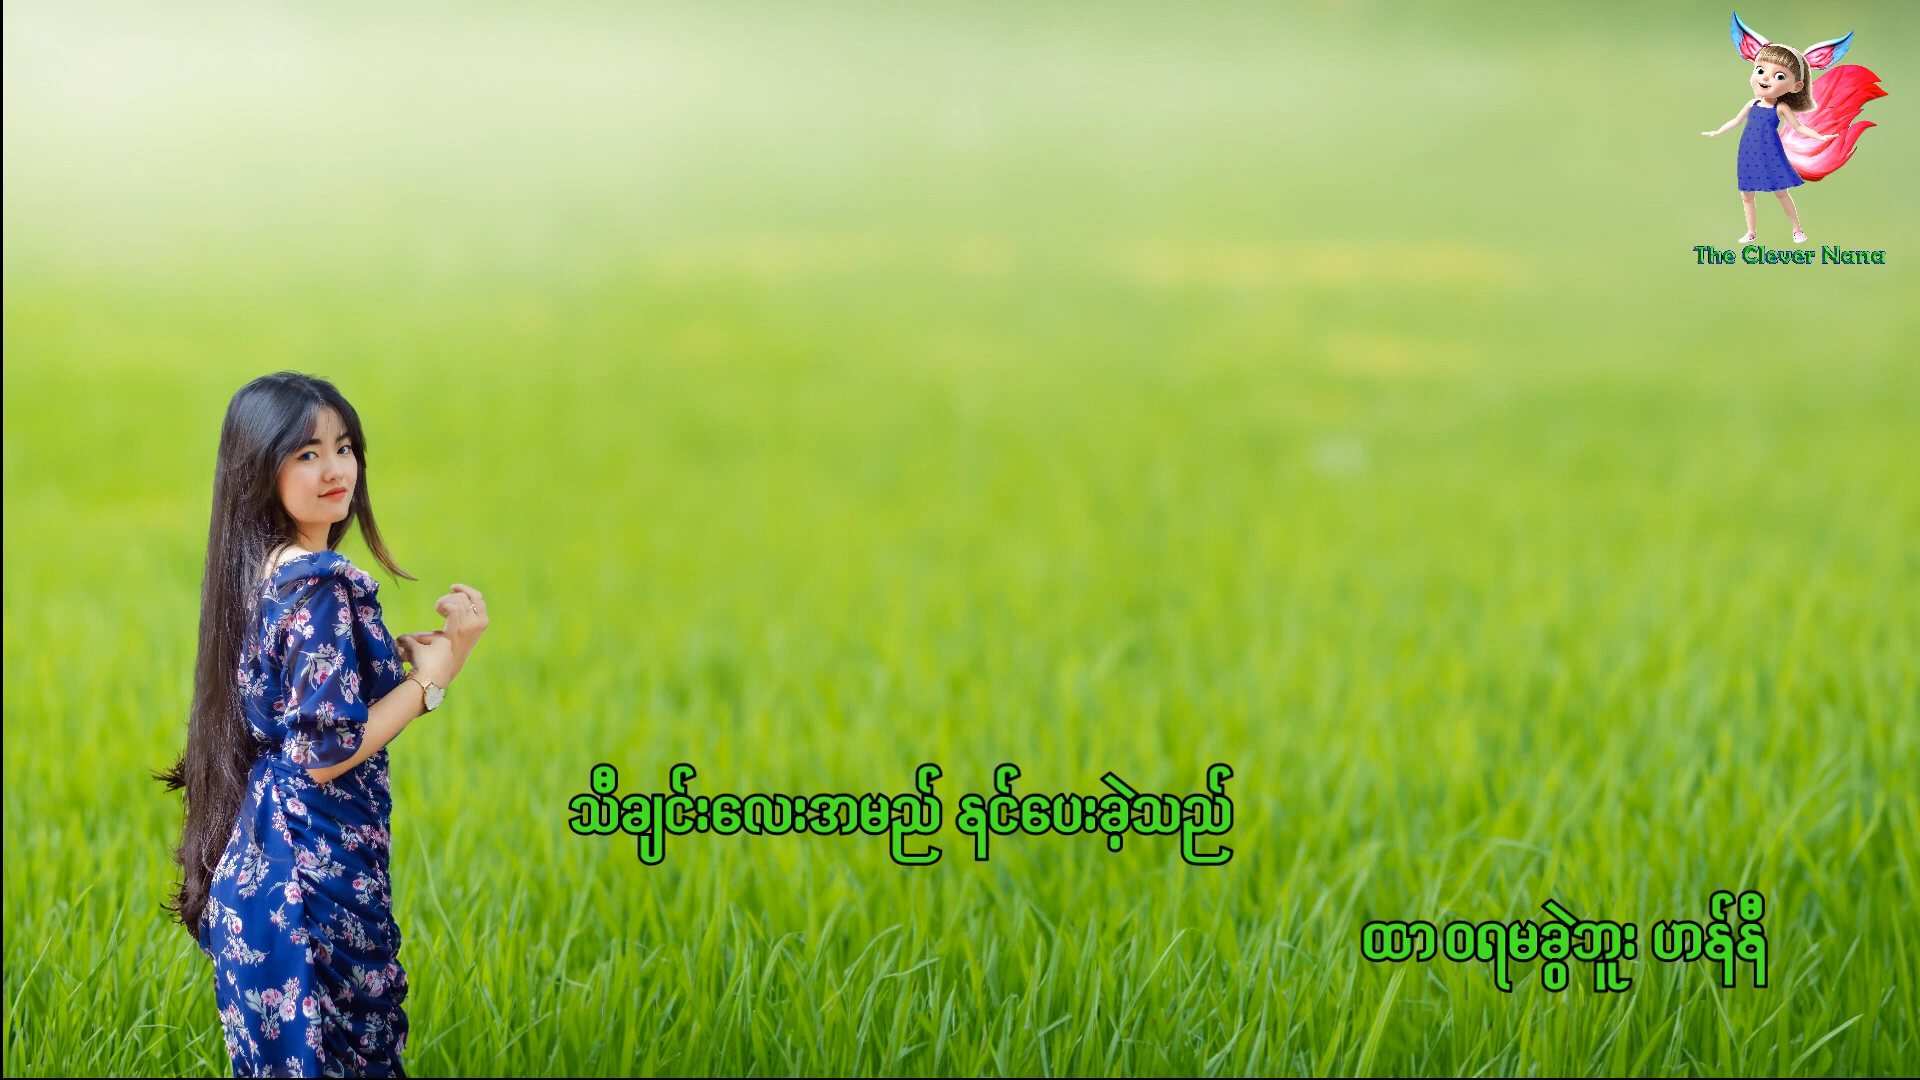 The Clever Nana
သီချင်းလေးအမည် နင်ပေးခဲ့သည်
ထာဝရမခွဲဘူး ဟန်နီ